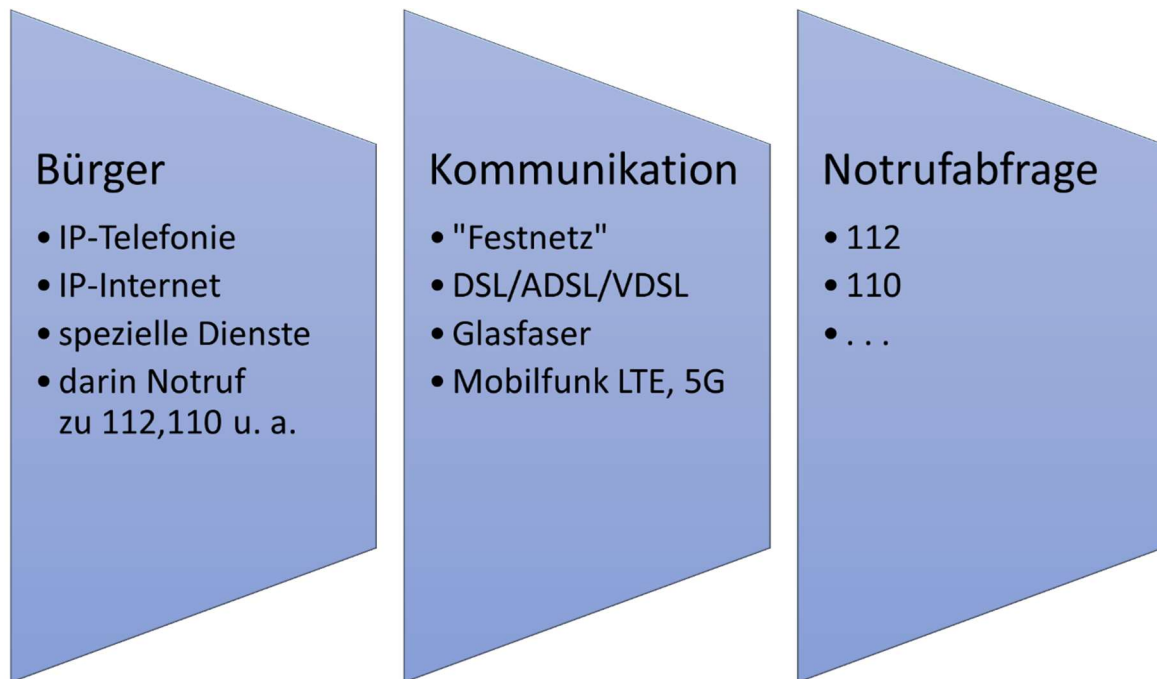 Bürger
• IP-Telefonie
• IP-Internet
• spezielle Dienste
• darin Notruf
zu 112,110 u. a.
Kommunikation
• "Festnetz"
• DSL/ADSL/VDSL
• Glasfaser
• Mobilfunk LTE, 5G
Notrufabfrage
• 112
• 110
• . . .